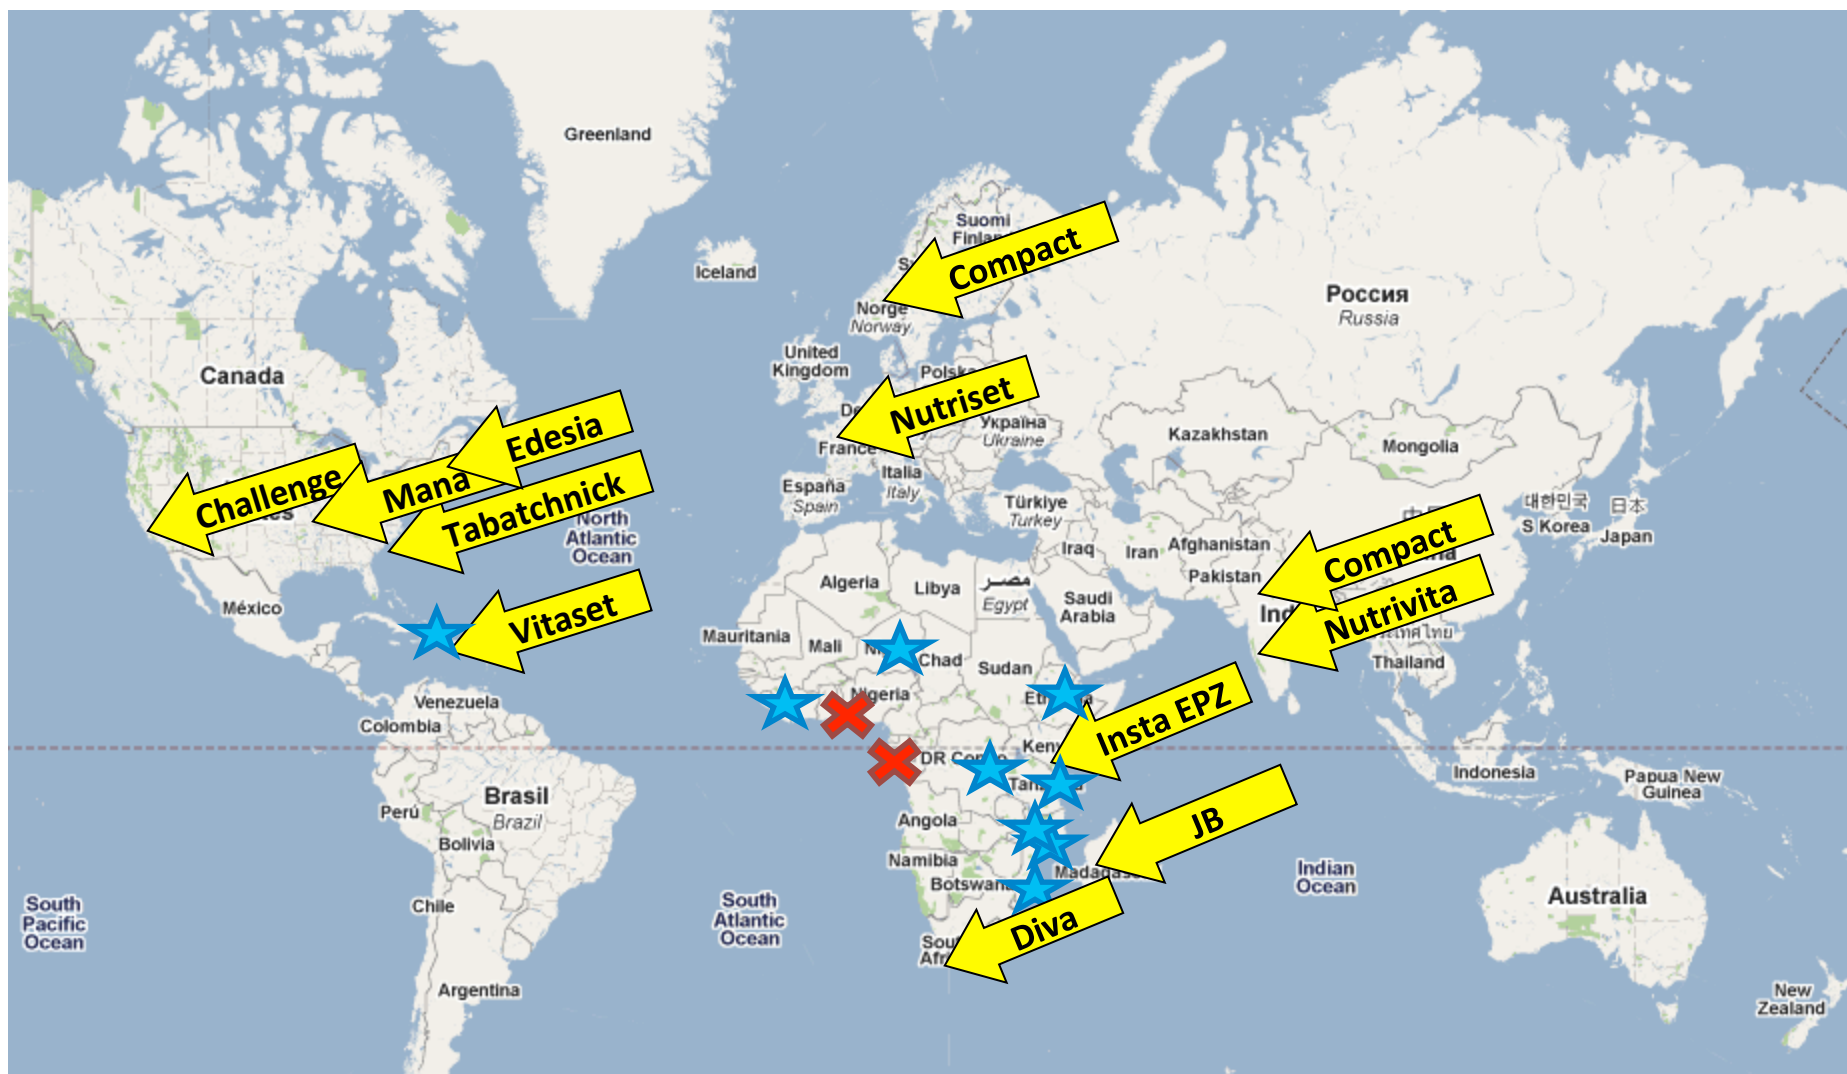 Greenland
Suomi
Compact
Iceland
Norge
Norway
Россия
Russia
United
Kingdom
Canada
Polska
Nutriset
Edesia
Україна
Ukraine
Kazakhstan
Mongolia
France
Challenge
Mana
Tabatchnick
Italia
Italy
España
Spain
Türkiye
Turkey
대한민국
S Korea
日本
Japan
North
Atlantic
Ocean
Iraq
Iran
Afghanistan
Pakistan
Compact
Algeria
Libya
مصر
Egypt
Saudi
Arabia
México
Vitaset
Nutrivita
Mauritania
Mali
Chad
Sudan
Thailand
Nigeria
Venezuela
Colombia
Insta EPZ
DR Congo
Indonesia
Papua New
Guinea
Brasil
Brazil
Perú
Angola
JB
Bolivia
Namibia
Botswana
Madagas
Indian
Ocean
Australia
Chile
South
Pacific
Ocean
South
Atlantic
Ocean
Diva
Argentina
New
Zealand